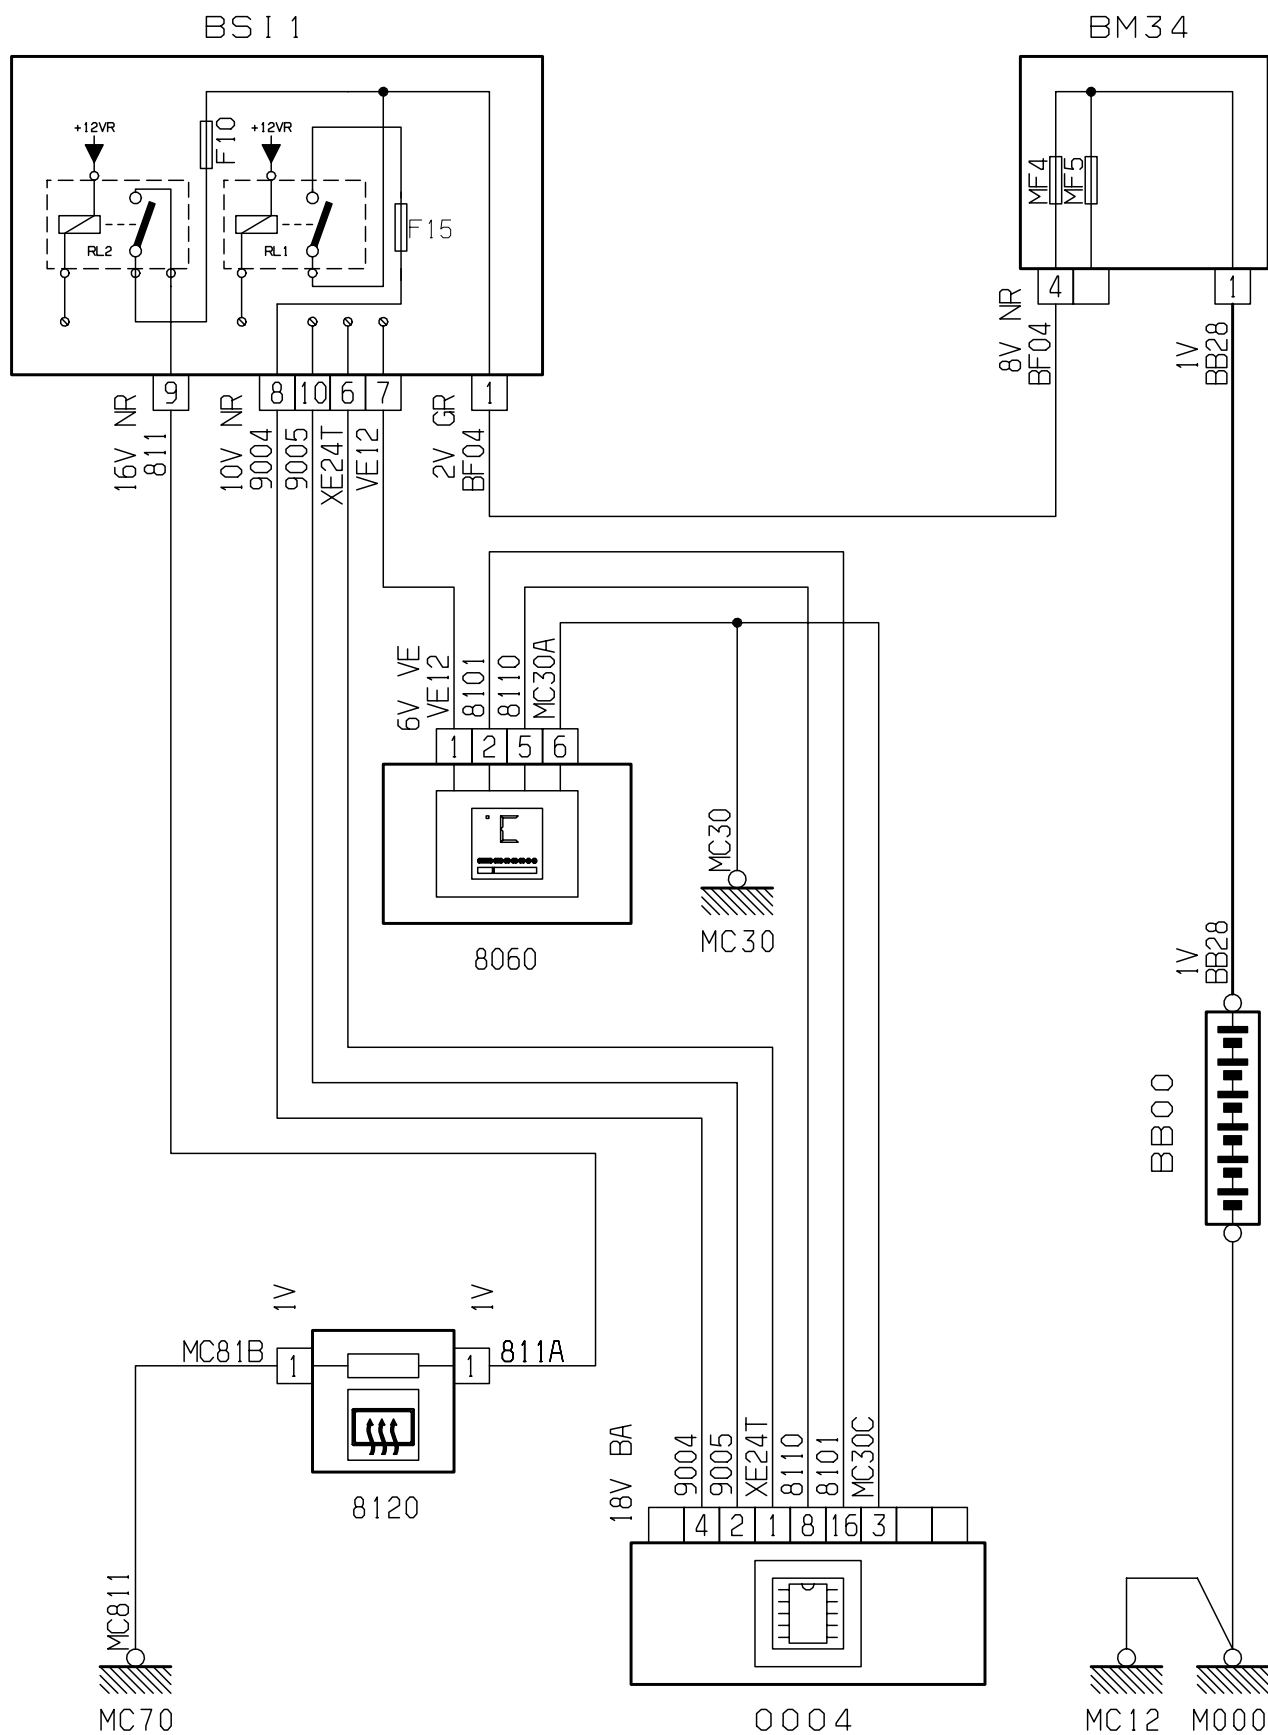 BSI1
BM34
+12VR
F10
+12VR
MF4
MF5
F15
RL2
RL1
9
8
10
6
7
1
4
1
16V NR
811
10V NR
9004
9005
XE24T
VE12
2V GR
BF04
8V NR
BF04
1V
BB28
6V VE
VE12
8101
8110
MC30A
1
2
5
6
°C
8060
MC30
MC30
1V
BB28
BB00
1V
1V
MC81B
1
1
811A
8120
MC811
MC70
18V BA
9004
9005
XE24T
8110
8101
MC30C
4
2
1
8
16
3
0004
MC12
M000